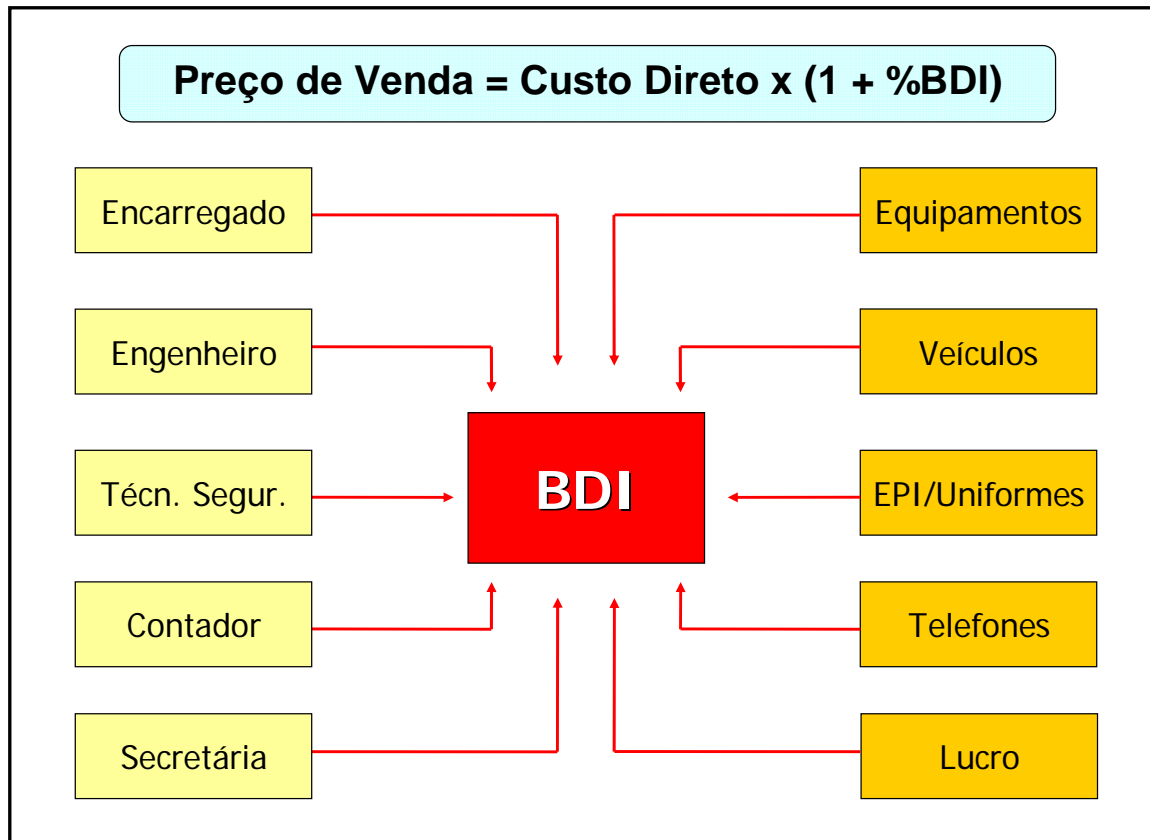 Preço de Venda = Custo Direto x (1 + %BDI)
Encarregado
Equipamentos
Engenheiro
Veículos
BDI
Técn. Segur.
EPI/Uniformes
Contador
Telefones
Secretária
Lucro